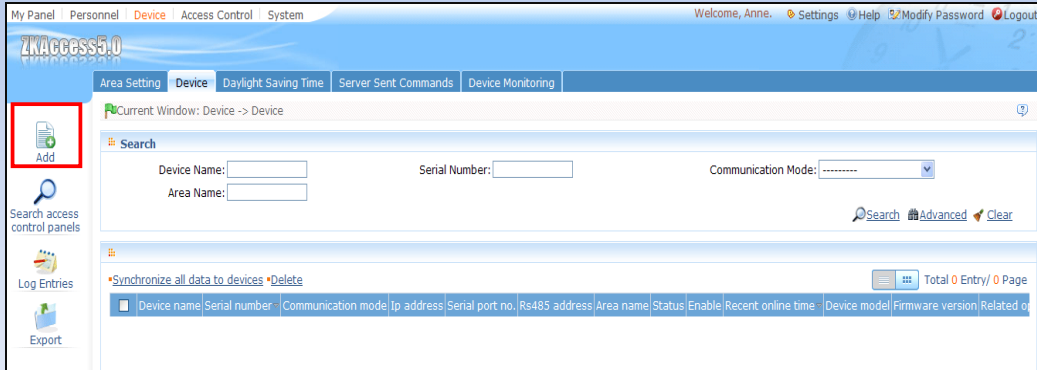 My Panel Personnel Device Access Control System Welcome, Anne. Settings Help Modify Password Logout
ZKAccess5.0
Area Setting Device Daylight Saving Time Server Sent Commands Device Monitoring
Current Window: Device -> Device
Add
Search
Device Name: Serial Number: Communication Mode: ---------
Area Name:
Search access
control panels
Search Advanced Clear
Log Entries
Synchronize all data to devices Delete Total 0 Entry/ 0 Page
Device name Serial number Communication mode Ip address Serial port no. Rs485 address Area name Status Enable Recent online time Device model Firmware version Related
Export